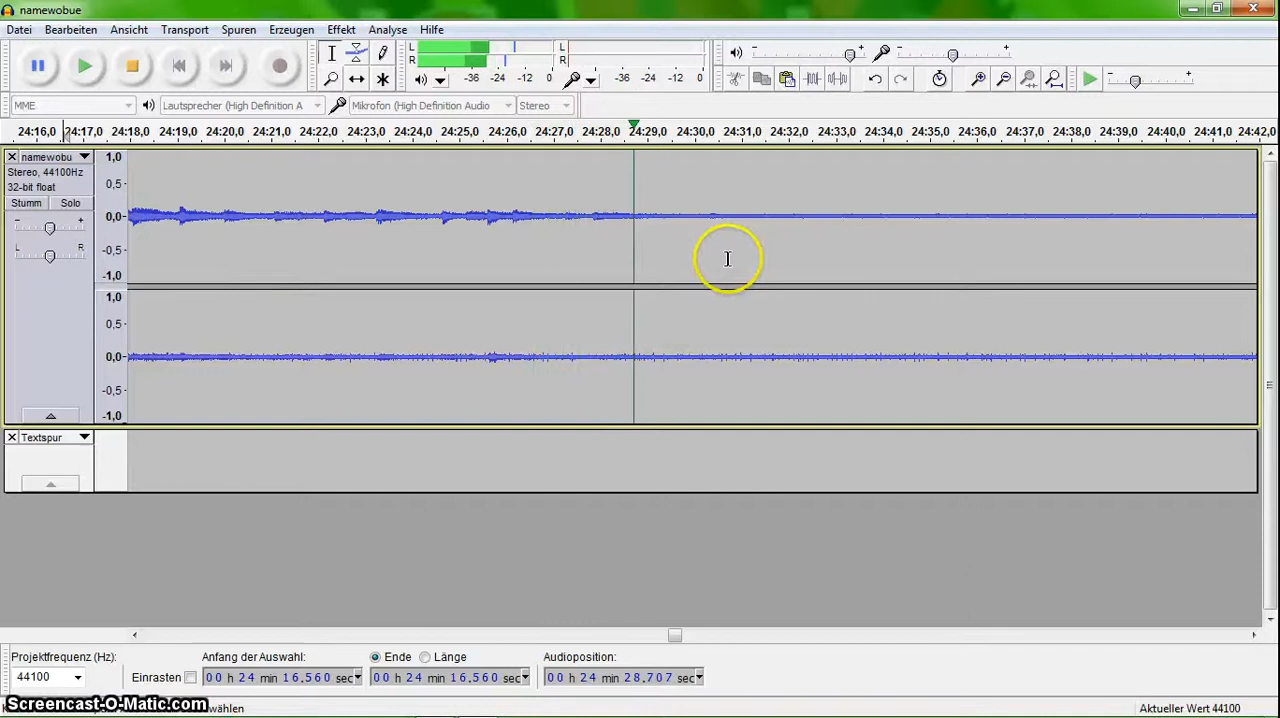 namewobue
Datei Bearbeiten Ansicht Transport Spuren Erzeugen Effekt Analyse Hilfe
L
R -36 -24 -12 0
L
R -36 -24 -12 0
MME Lautsprecher (High Definition A Mikrofon (High Definition Audio Stereo
24:16,0 24:17,0 24:18,0 24:19,0 24:20,0 24:21,0 24:22,0 24:23,0 24:24,0 24:25,0 24:26,0 24:27,0 24:28,0 24:29,0 24:30,0 24:31,0 24:32,0 24:33,0 24:34,0 24:35,0 24:36,0 24:37,0 24:38,0 24:39,0 24:40,0 24:41,0 24:42,0
namewobu
Stereo, 44100Hz
32-bit float
Stumm Solo
- +
L R
1,0
0,5
0,0
-0,5
-1,0
1,0
0,5
0,0
-0,5
-1,0
Textspur
Projektfrequenz (Hz): Anfang der Auswahl: Ende Länge Audioposition:
44100 Einrasten 00 h 24 min 16.560 sec 00 h 24 min 16.560 sec 00 h 24 min 28.707 sec
Screencast-O-Matic.com
Aktueller Wert 44100